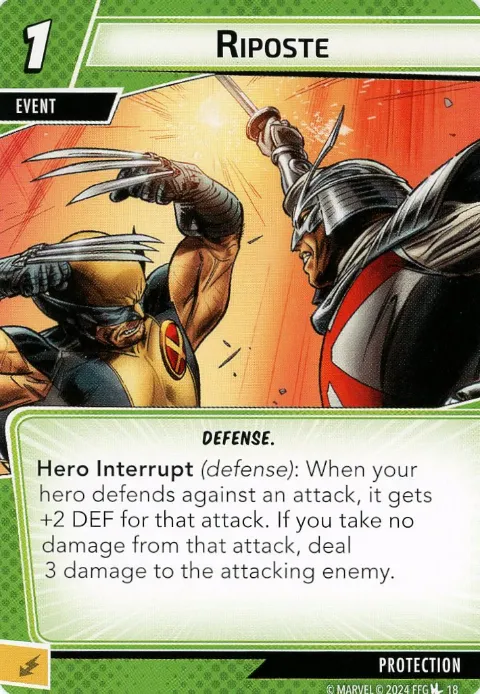 1
RIPOSTE
EVENT
DEFENSE.
Hero Interrupt (defense): When your
hero defends against an attack, it gets
+2 DEF for that attack. If you take no
damage from that attack, deal
3 damage to the attacking enemy.
PROTECTION
© MARVEL © 2024 FFG 18